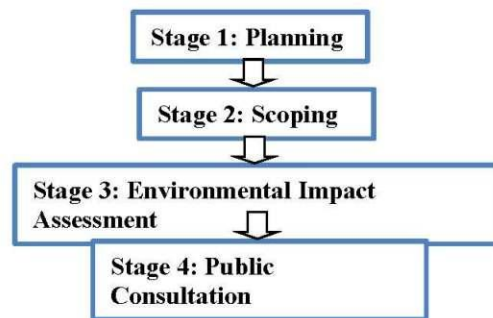 Stage 1: Planning
Stage 2: Scoping
Stage 3: Environmental Impact
Assessment
Stage 4: Public
Consultation